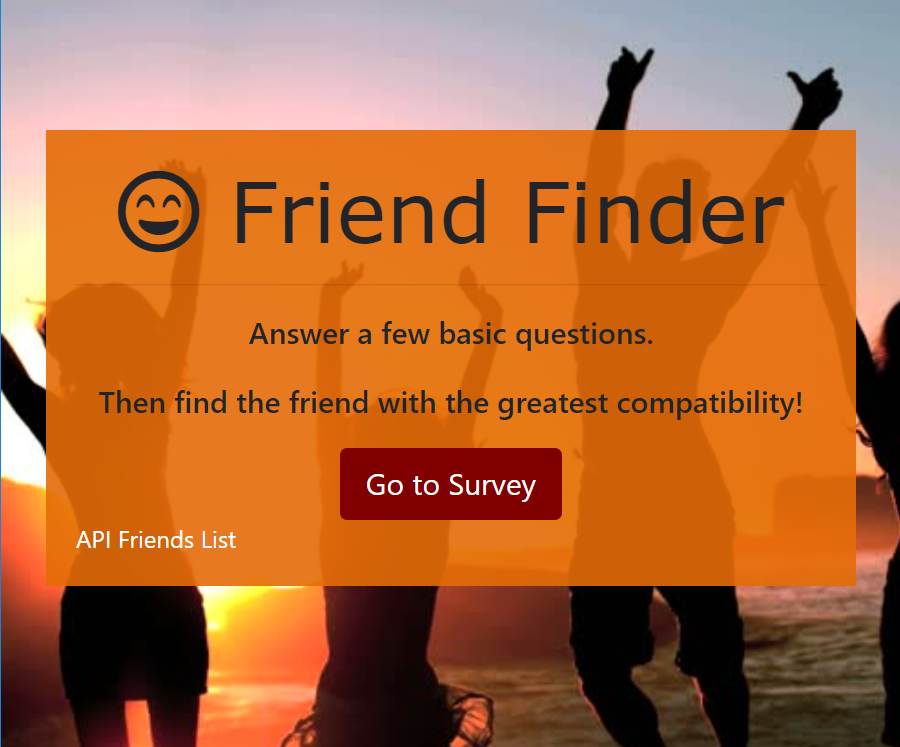 Friend Finder
Answer a few basic questions.
Then find the friend with the greatest compatibility!
Go to Survey
API Friends List